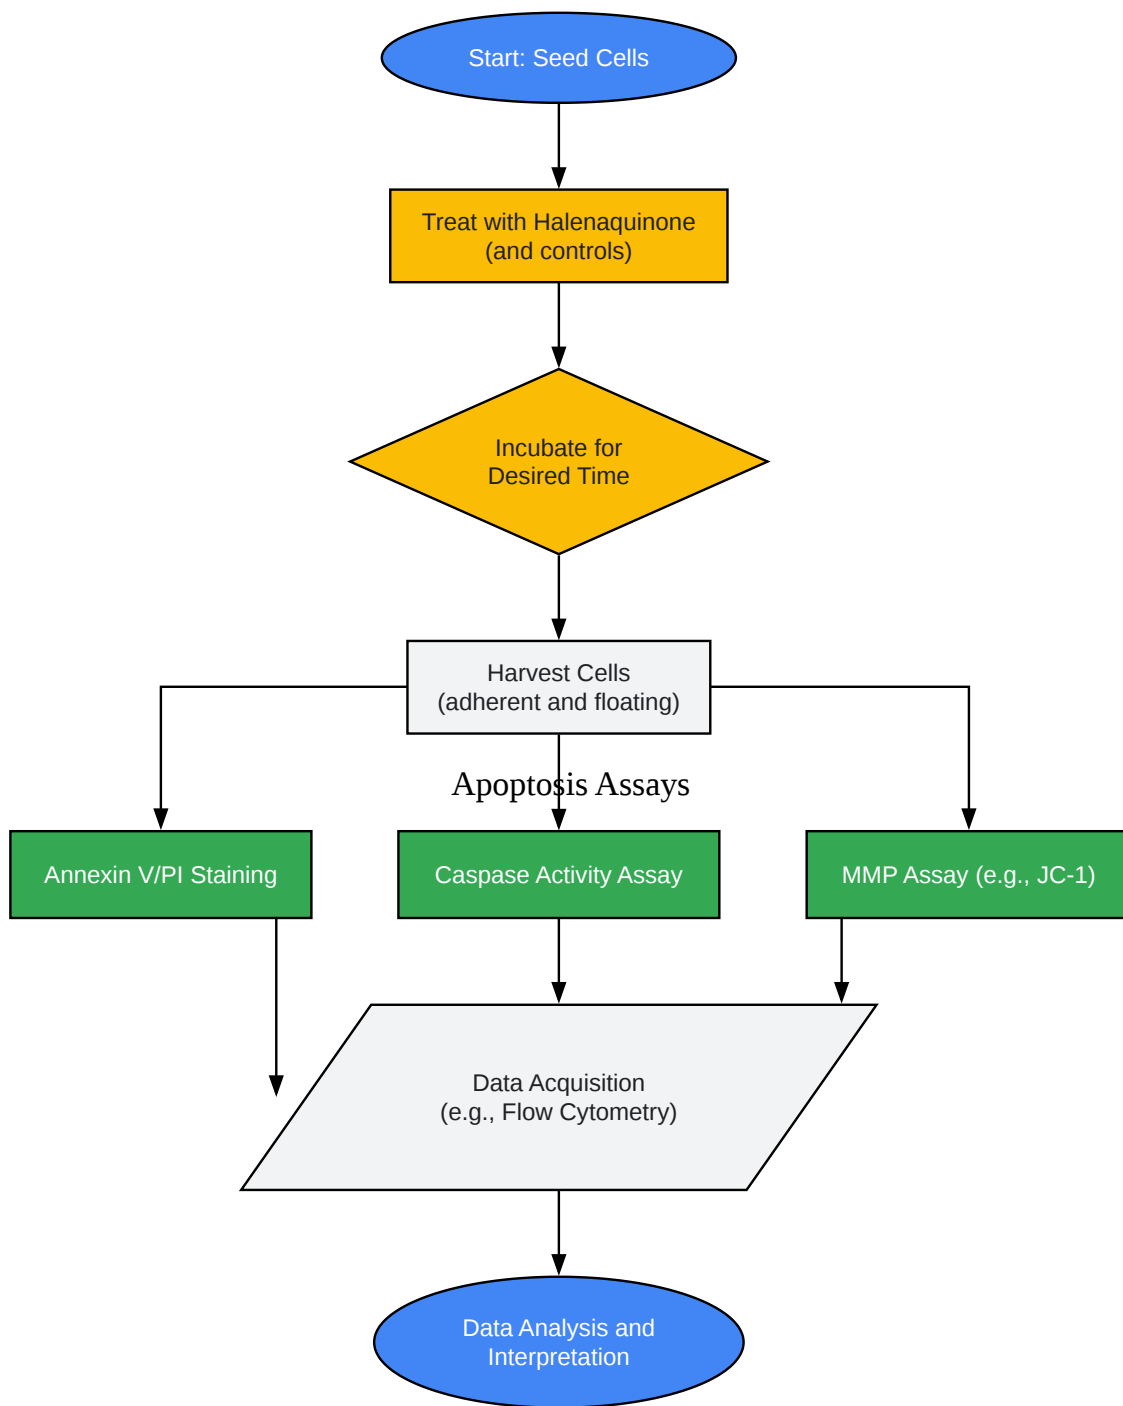 Start: Seed Cells
Treat with Halenaquinone
(and controls)
Incubate for
Desired Time
Harvest Cells
(adherent and floating)
Apoptosis Assays
Annexin V/PI Staining
Caspase Activity Assay
MMP Assay (e.g., JC-1)
Data Acquisition
(e.g., Flow Cytometry)
Data Analysis and
Interpretation